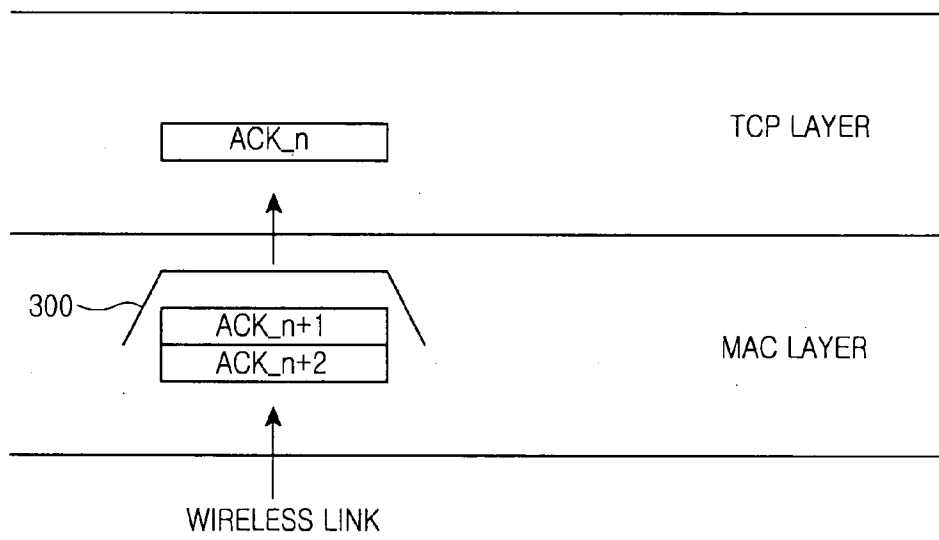 ACK_n
TCP LAYER
300
ACK_n+1
ACK_n+2
MAC LAYER
WIRELESS LINK